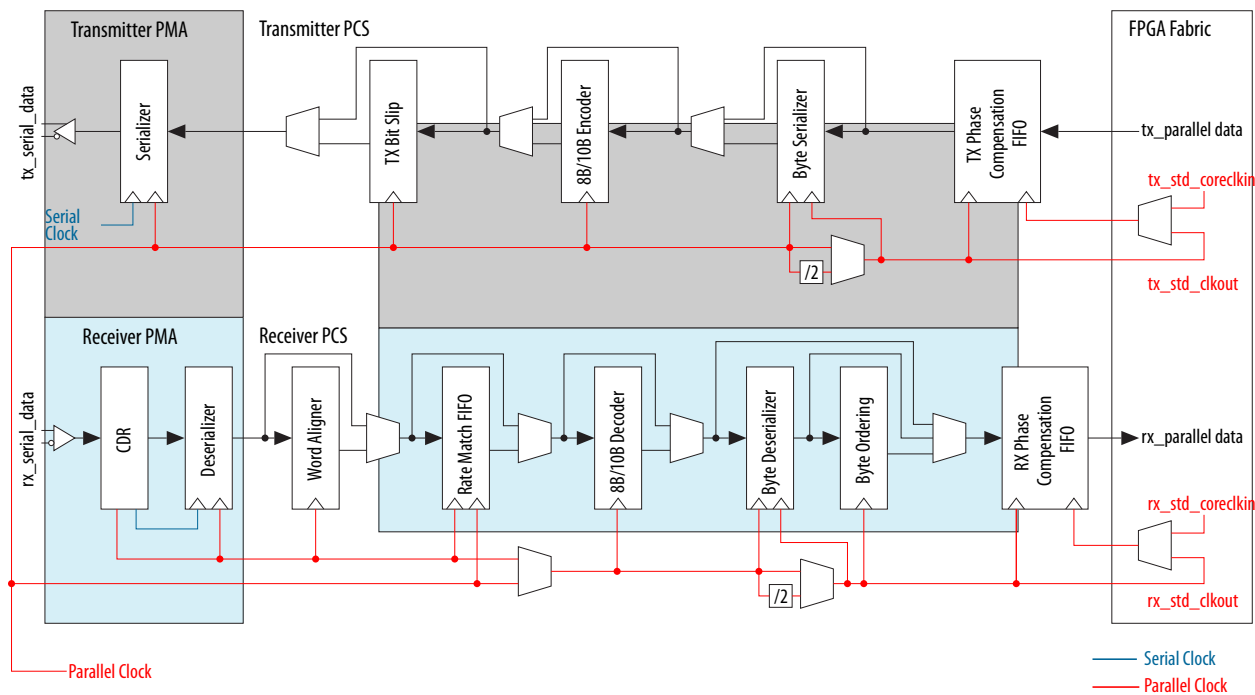 Transmitter PMA
Transmitter PCS
FPGA Fabric
tx_serial_data
Serializer
TX Bit Slip
8B/10B Encoder
Byte Serializer
TX Phase
Compensation
FIFO
tx_parallel data
tx_std_coreclkin
Serial
Clock
/2
tx_std_clkout
Receiver PMA
Receiver PCS
rx_serial_data
CDR
Deserializer
Word Aligner
Rate Match FIFO
8B/10B Decoder
Byte Deserializer
Byte Ordering
RX Phase
Compensation
FIFO
rx_parallel data
rx_std_coreclkin
/2
rx_std_clkout
Parallel Clock
Serial Clock
Parallel Clock